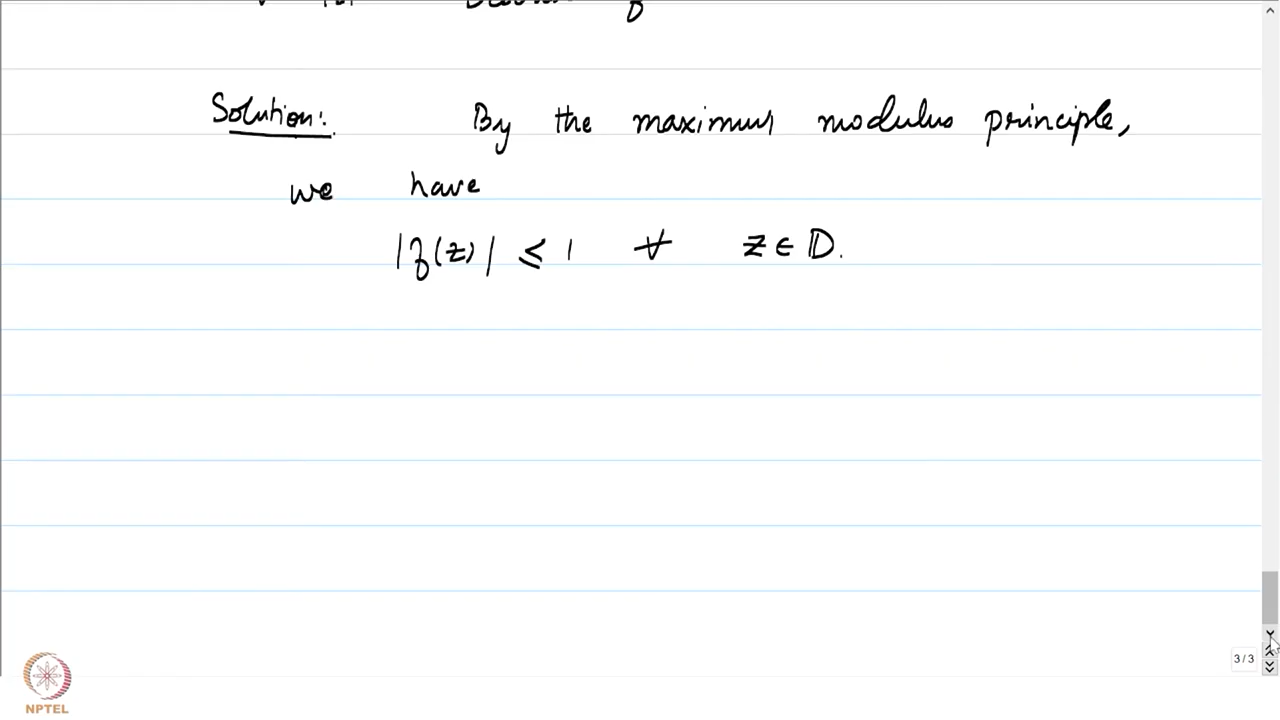 Solution: By the maximum modulus principle,
we have
|f(z)| ≤ 1 ∀ z ∈ 𝔻.
3 / 3
NPTEL